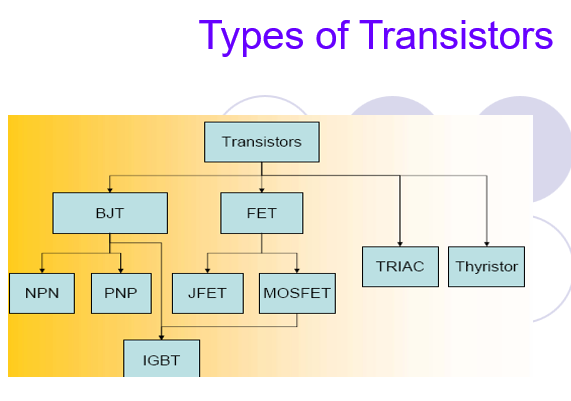 Types of Transistors
Transistors
BJT
FET
TRIAC
Thyristor
NPN
PNP
JFET
MOSFET
IGBT